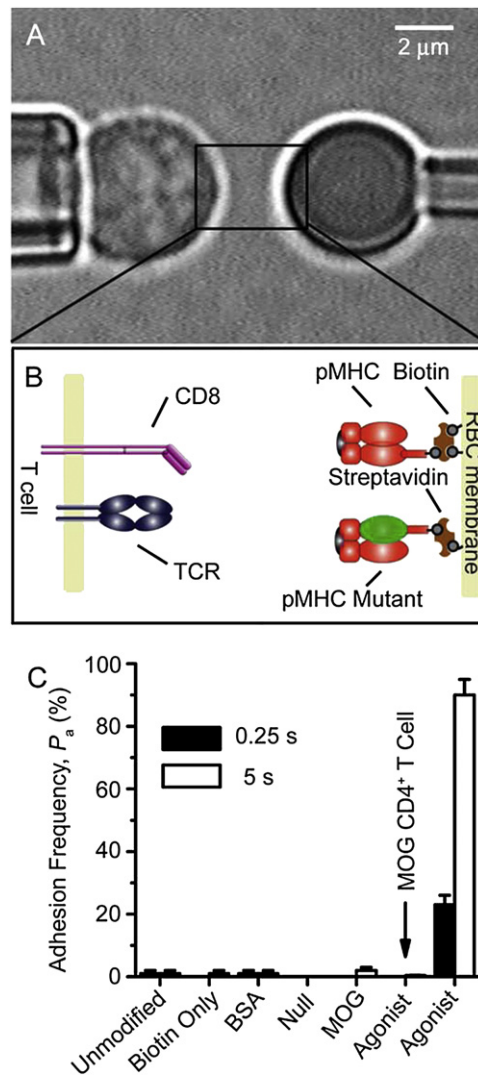 A
2 μm
B
CD8
T cell
TCR
pMHC
Biotin
Streptavidin
RBC membrane
pMHC Mutant
C
Adhesion Frequency, Pₐ (%)
100
80
60
40
20
0
0.25 s
5 s
MOG CD4⁺ T Cell
Unmodified
Biotin Only
BSA
Null
MOG
Agonist
Agonist